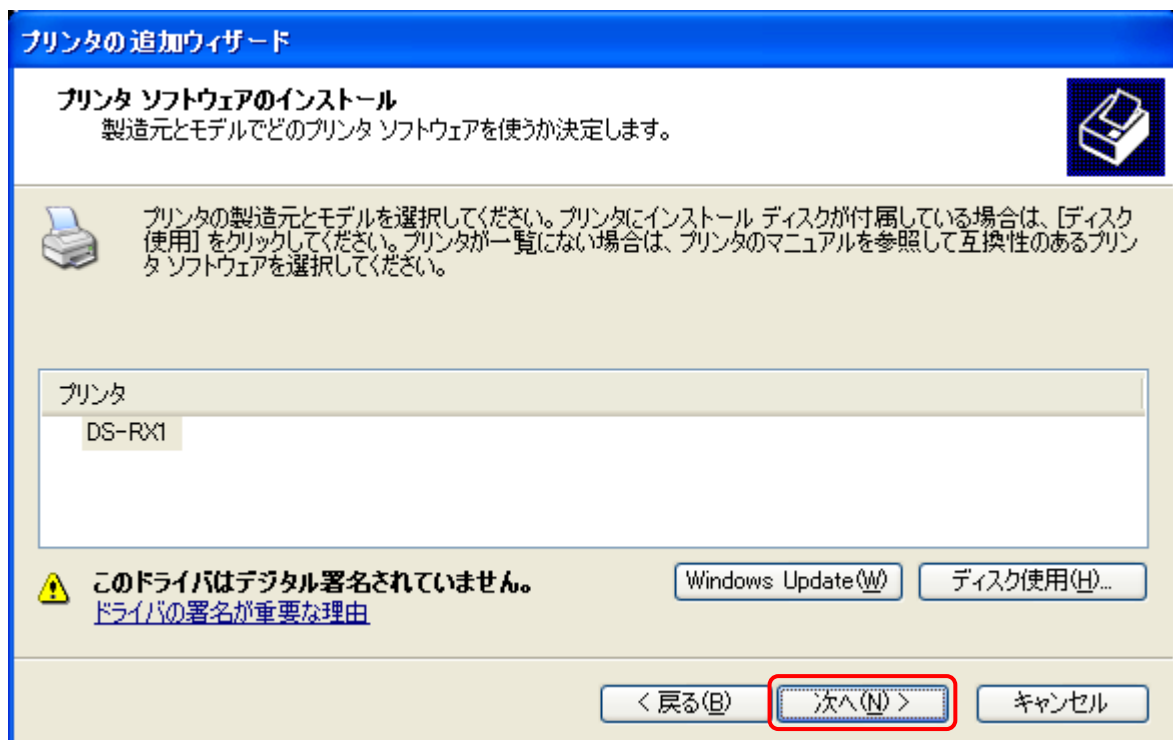 プリンタの追加ウィザード
プリンタ ソフトウェアのインストール
製造元とモデルでどのプリンタ ソフトウェアを使うか決定します。
プリンタの製造元とモデルを選択してください。プリンタにインストール ディスクが付属している場合は、[ディスク
使用] をクリックしてください。プリンタが一覧にない場合は、プリンタのマニュアルを参照して互換性のあるプリン
タ ソフトウェアを選択してください。
プリンタ
DS-RX1
このドライバはデジタル署名されていません。
ドライバの署名が重要な理由
Windows Update(W)
ディスク使用(H)...
< 戻る(B)
次へ(N) >
キャンセル